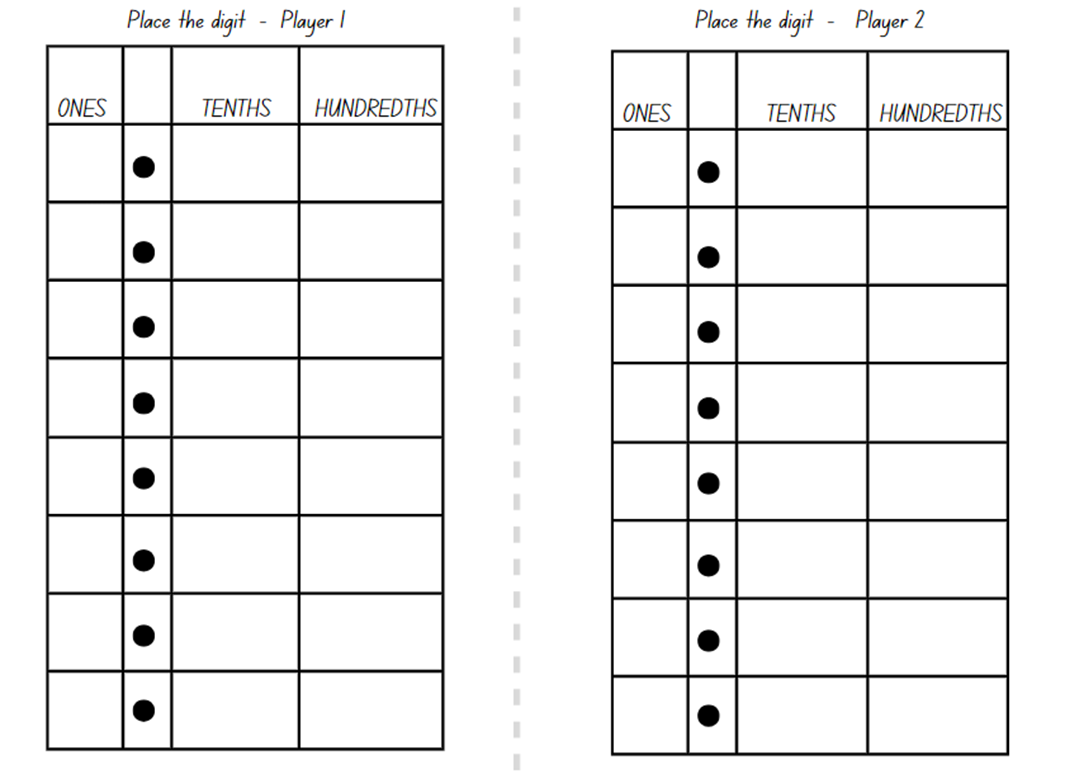 Place the digit - Player 1
ONES TENTHS HUNDREDTHS
Place the digit - Player 2
ONES TENTHS HUNDREDTHS